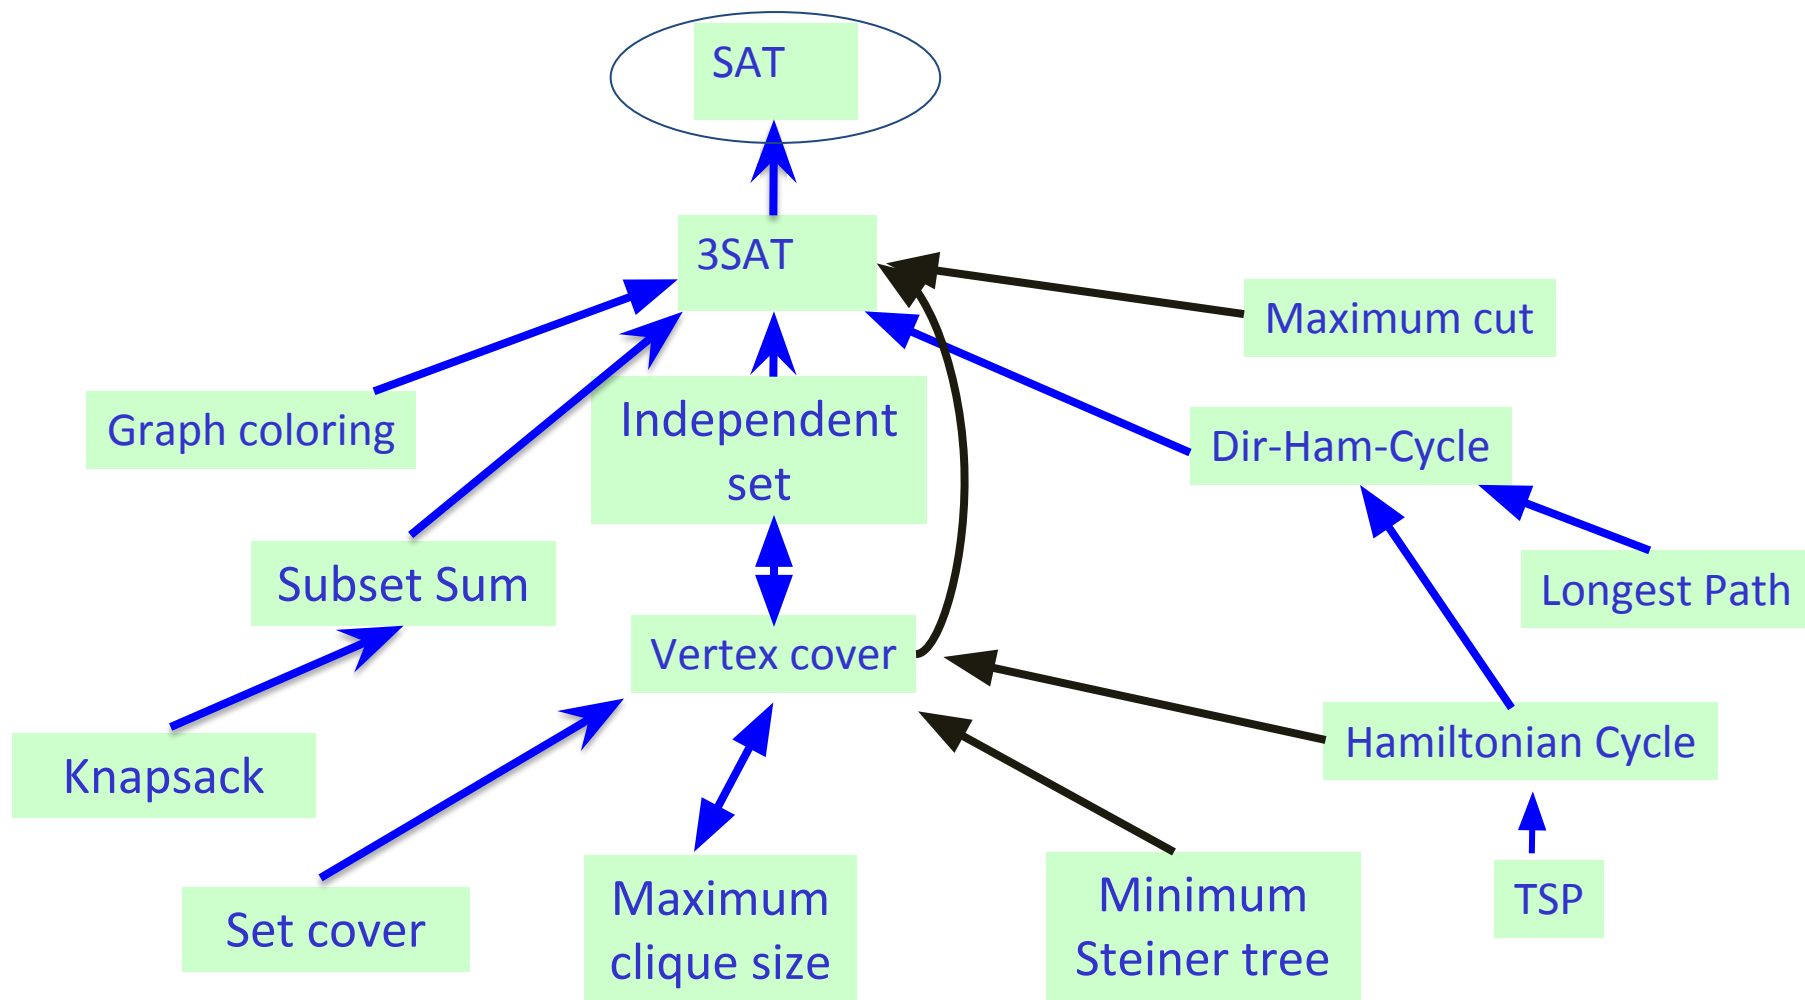 SAT
3SAT
Maximum cut
Graph coloring
Independent
set
Dir-Ham-Cycle
Subset Sum
Longest Path
Vertex cover
Knapsack
Hamiltonian Cycle
Set cover
Maximum
clique size
Minimum
Steiner tree
TSP